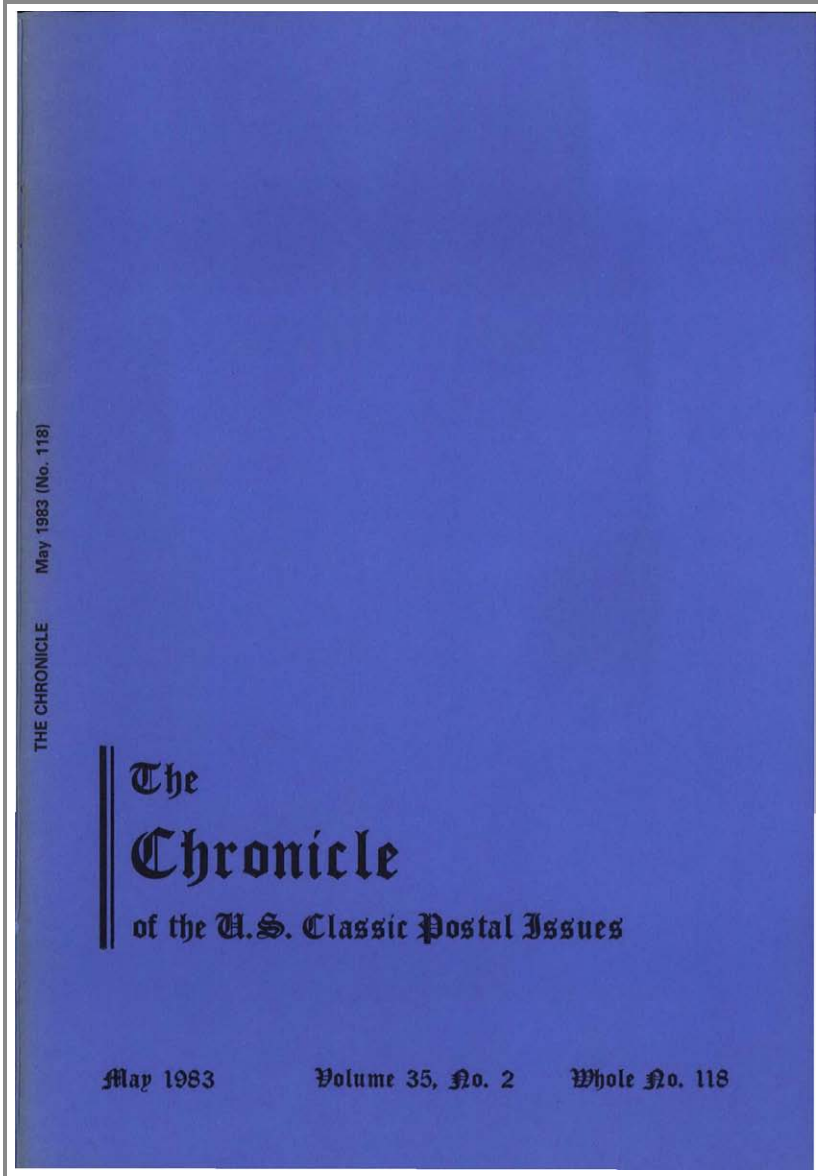 THE CHRONICLE May 1983 (No. 118)
The
Chronicle
of the U.S. Classic Postal Issues
May 1983 Volume 35, No. 2 Whole No. 118